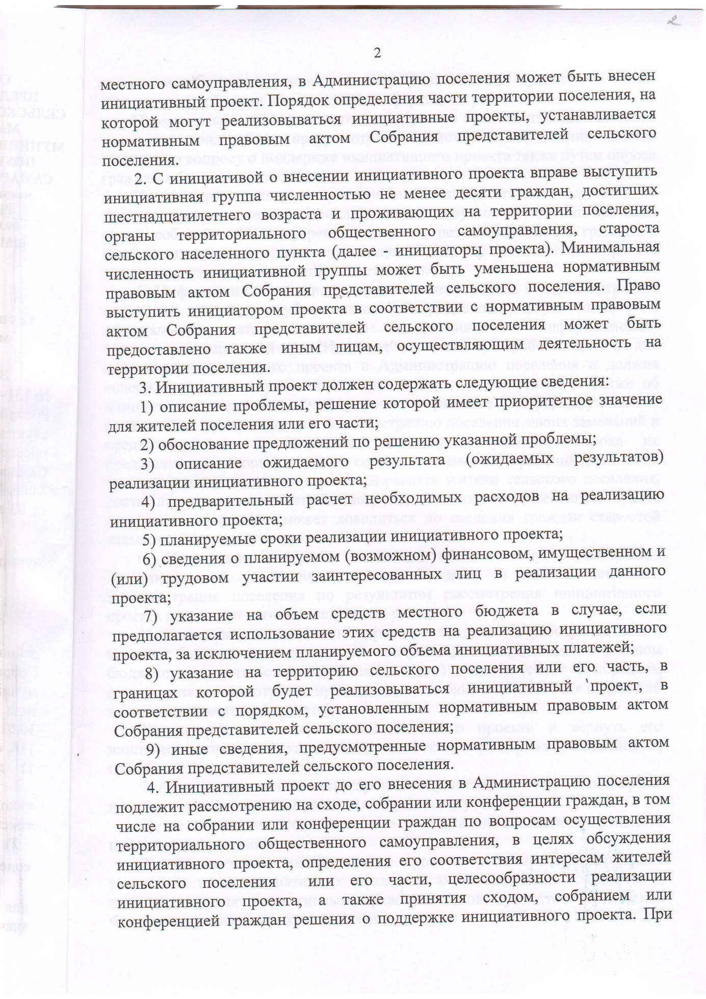 2
2
местного самоуправления, в Администрацию поселения может быть внесен
инициативный проект. Порядок определения части территории поселения, на
которой могут реализовываться инициативные проекты, устанавливается
нормативным правовым актом Собрания представителей сельского
поселения.
2. С инициативой о внесении инициативного проекта вправе выступить
инициативная группа численностью не менее десяти граждан, достигших
шестнадцатилетнего возраста и проживающих на территории поселения,
органы территориального общественного самоуправления, староста
сельского населенного пункта (далее - инициаторы проекта). Минимальная
численность инициативной группы может быть уменьшена нормативным
правовым актом Собрания представителей сельского поселения. Право
выступить инициатором проекта в соответствии с нормативным правовым
актом Собрания представителей сельского поселения может быть
предоставлено также иным лицам, осуществляющим деятельность на
территории поселения.
3. Инициативный проект должен содержать следующие сведения:
1) описание проблемы, решение которой имеет приоритетное значение
для жителей поселения или его части;
2) обоснование предложений по решению указанной проблемы;
3) описание ожидаемого результата (ожидаемых результатов)
реализации инициативного проекта;
4) предварительный расчет необходимых расходов на реализацию
инициативного проекта;
5) планируемые сроки реализации инициативного проекта;
6) сведения о планируемом (возможном) финансовом, имущественном и
(или) трудовом участии заинтересованных лиц в реализации данного
проекта;
7) указание на объем средств местного бюджета в случае, если
предполагается использование этих средств на реализацию инициативного
проекта, за исключением планируемого объема инициативных платежей;
8) указание на территорию сельского поселения или его часть, в
границах которой будет реализовываться инициативный проект, в
соответствии с порядком, установленным нормативным правовым актом
Собрания представителей сельского поселения;
9) иные сведения, предусмотренные нормативным правовым актом
Собрания представителей сельского поселения.
4. Инициативный проект до его внесения в Администрацию поселения
подлежит рассмотрению на сходе, собрании или конференции граждан, в том
числе на собрании или конференции граждан по вопросам осуществления
территориального общественного самоуправления, в целях обсуждения
инициативного проекта, определения его соответствия интересам жителей
сельского поселения или его части, целесообразности реализации
инициативного проекта, а также принятия сходом, собранием или
конференцией граждан решения о поддержке инициативного проекта. При